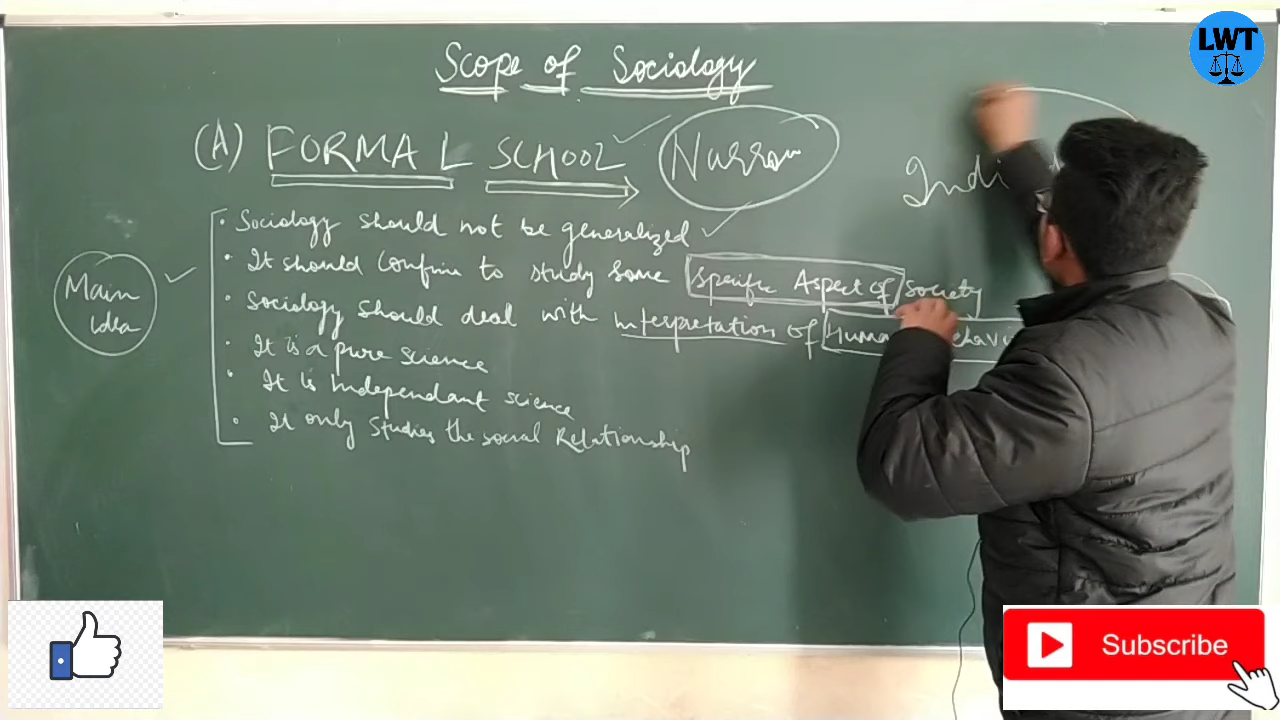 LWT
Scope of Sociology
(A) FORMAL SCHOOL Narrow
Indi
Main
idea
• Sociology should not be generalized
• It should confine to study some specific Aspect of society
• Sociology should deal with interpretation of Human Behavi
• It is a pure science
• It is Independant science
• It only studies the social Relationship
Subscribe